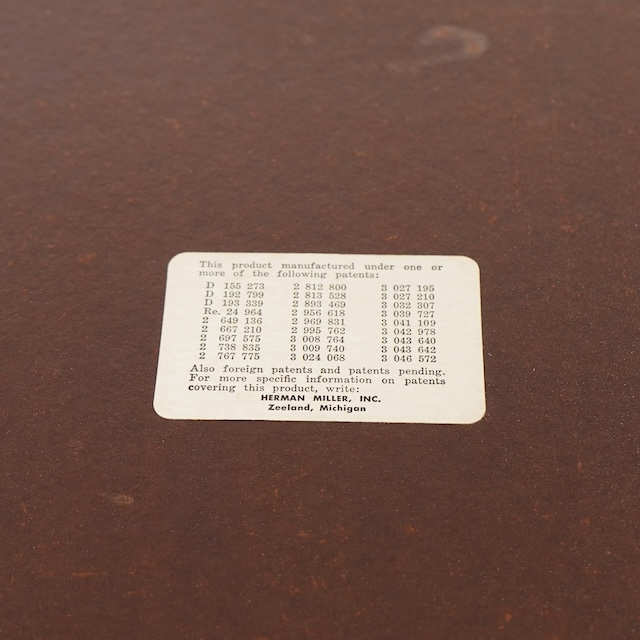 This product manufactured under one or
more of the following patents:
D 155 273 2 812 800 3 027 195
D 192 799 2 813 528 3 027 210
D 193 339 2 893 469 3 032 307
Re. 24 964 2 956 618 3 039 727
2 649 136 2 969 831 3 041 109
2 667 210 2 995 762 3 042 978
2 697 575 3 008 764 3 043 640
2 738 835 3 009 740 3 043 642
2 767 775 3 024 068 3 046 572
Also foreign patents and patents pending.
For more specific information on patents
covering this product, write:
HERMAN MILLER, INC.
Zeeland, Michigan